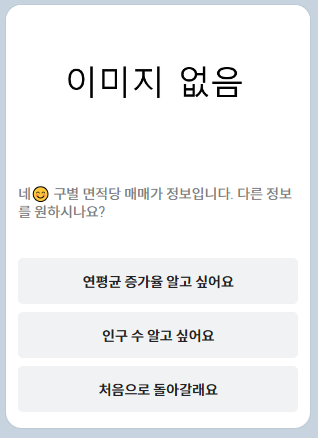 이미지 없음
네😊 구별 면적당 매매가 정보입니다. 다른 정보
를 원하시나요?
연평균 증가율 알고 싶어요
인구 수 알고 싶어요
처음으로 돌아갈래요